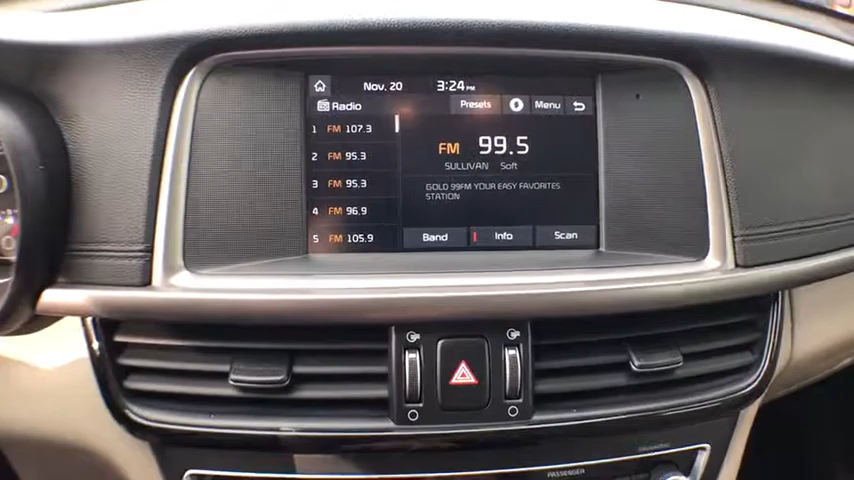 Nov. 20 3:24 PM
Radio Presets Menu
1 FM 107.3
2 FM 95.3
3 FM 95.3
4 FM 96.9
5 FM 105.9
FM 99.5
SULLIVAN Soft
GOLD 99FM YOUR EASY FAVORITES
STATION
Band Info Scan
PASSENGER